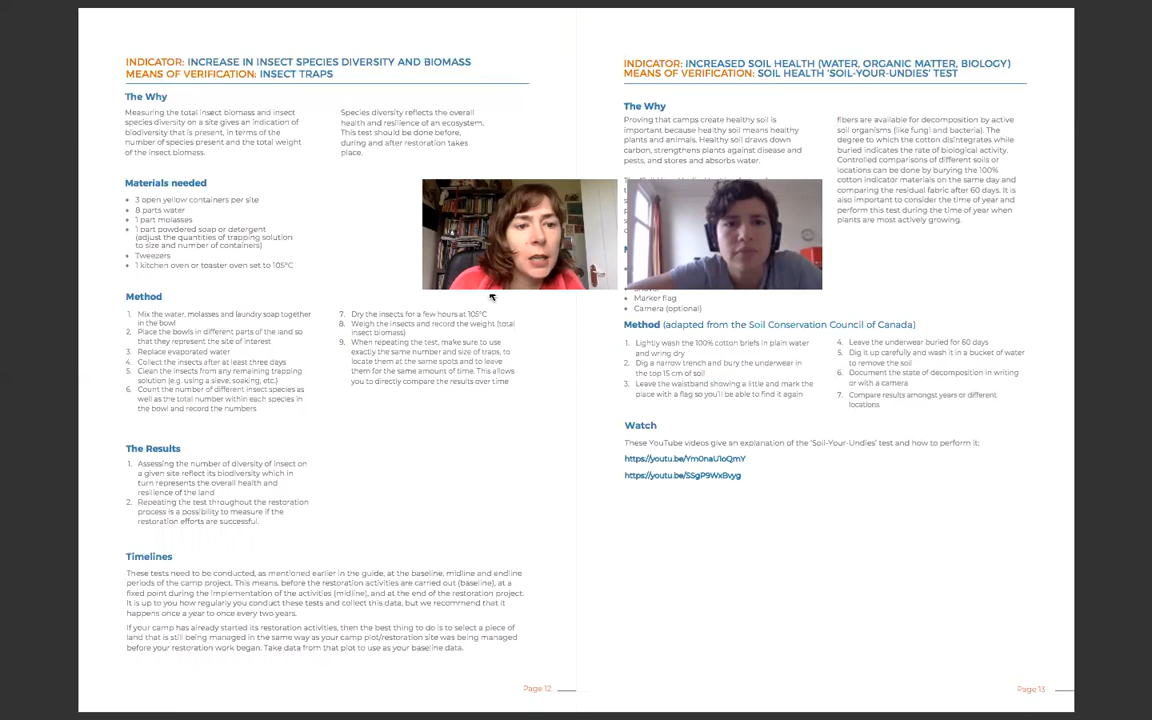 INDICATOR: INCREASE IN INSECT SPECIES DIVERSITY AND BIOMASS
MEANS OF VERIFICATION: INSECT TRAPS
The Why
Measuring the total insect biomass and insect
species diversity on a site gives an indication of
biodiversity that is present, in terms of the
number of species present and the total weight
of the insect biomass.
Species diversity reflects the overall
health and resilience of an ecosystem.
This test should be done before,
during and after restoration takes
place.
Materials needed
• 3 open yellow containers per site
• 8 parts water
• 1 part molasses
• 1 part powdered soap or detergent
(adjust the quantities of trapping solution
to size and number of containers)
• Tweezers
• 1 kitchen oven or toaster oven set to 105°C
Method
1. Mix the water, molasses and laundry soap together
in the bowl
2. Place the bowls in different parts of the land so
that they represent the site of interest
3. Replace evaporated water
4. Collect the insects after at least three days
5. Clean the insects from any remaining trapping
solution (e.g. using a sieve, soaking, etc.)
6. Count the number of different insect species as
well as the total number within each species in
the bowl and record the numbers
7. Dry the insects for a few hours at 105°C
8. Weigh the insects and record the weight (total
insect biomass)
9. When repeating the test, make sure to use
exactly the same number and size of traps, to
locate them at the same spots and to leave
them for the same amount of time. This allows
you to directly compare the results over time
The Results
1. Assessing the number of diversity of insect on
a given site reflect its biodiversity which in
turn represents the overall health and
resilience of the land
2. Repeating the test throughout the restoration
process is a possibility to measure if the
restoration efforts are successful.
Timelines
These tests need to be conducted, as mentioned earlier in the guide, at the baseline, midline and endline
periods of the camp project. This means, before the restoration activities are carried out (baseline), at a
fixed point during the implementation of the activities (midline), and at the end of the restoration project.
It is up to you how regularly you conduct these tests and collect this data, but we recommend that it
happens once a year to once every two years.
If your camp has already started its restoration activities, then the best thing to do is to select a piece of
land that is still being managed in the same way as your camp plot/restoration site was being managed
before your restoration work began. Take data from that plot to use as your baseline data.
Page 12
INDICATOR: INCREASED SOIL HEALTH (WATER, ORGANIC MATTER, BIOLOGY)
MEANS OF VERIFICATION: SOIL HEALTH 'SOIL-YOUR-UNDIES' TEST
The Why
Proving that camps create healthy soil is
important because healthy soil means healthy
plants and animals. Healthy soil draws down
carbon, strengthens plants against disease and
pests, and stores and absorbs water.
fibers are available for decomposition by active
soil organisms (like fungi and bacteria). The
degree to which the cotton disintegrates while
buried indicates the rate of biological activity.
Controlled comparisons of different soils or
locations can be done by burying the 100%
cotton indicator materials on the same day and
comparing the residual fabric after 60 days. It is
also important to consider the time of year and
perform this test during the time of year when
plants are most actively growing.
• Marker flag
• Camera (optional)
Method (adapted from the Soil Conservation Council of Canada)
1. Lightly wash the 100% cotton briefs in plain water
and wring dry
2. Dig a narrow trench and bury the underwear in
the top 15 cm of soil
3. Leave the waistband showing a little and mark the
place with a flag so you'll be able to find it again
4. Leave the underwear buried for 60 days
5. Dig it up carefully and wash it in a bucket of water
to remove the soil
6. Document the state of decomposition in writing
or with a camera
7. Compare results amongst years or different
locations
Watch
These YouTube videos give an explanation of the 'Soil-Your-Undies' test and how to perform it:
https://youtu.be/Ym0naU1oQmY
https://youtu.be/SSgP9WxBvyg
Page 13